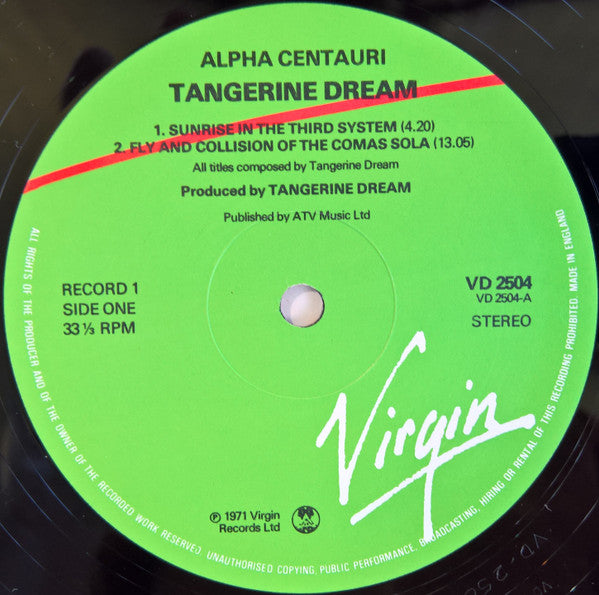 ALPHA CENTAURI
TANGERINE DREAM
1. SUNRISE IN THE THIRD SYSTEM (4.20)
2. FLY AND COLLISION OF THE COMAS SOLA (13.05)
All titles composed by Tangerine Dream
Produced by TANGERINE DREAM
Published by ATV Music Ltd
RECORD 1
SIDE ONE
33 ⅓ RPM
VD 2504
VD 2504-A
STEREO
Virgin
℗ 1971 Virgin
Records Ltd
ALL RIGHTS OF THE PRODUCER AND OF THE OWNER OF THE RECORDED WORK RESERVED. UNAUTHORISED COPYING, PUBLIC PERFORMANCE, BROADCASTING, HIRING OR RENTAL OF THIS RECORDING PROHIBITED. MADE IN ENGLAND